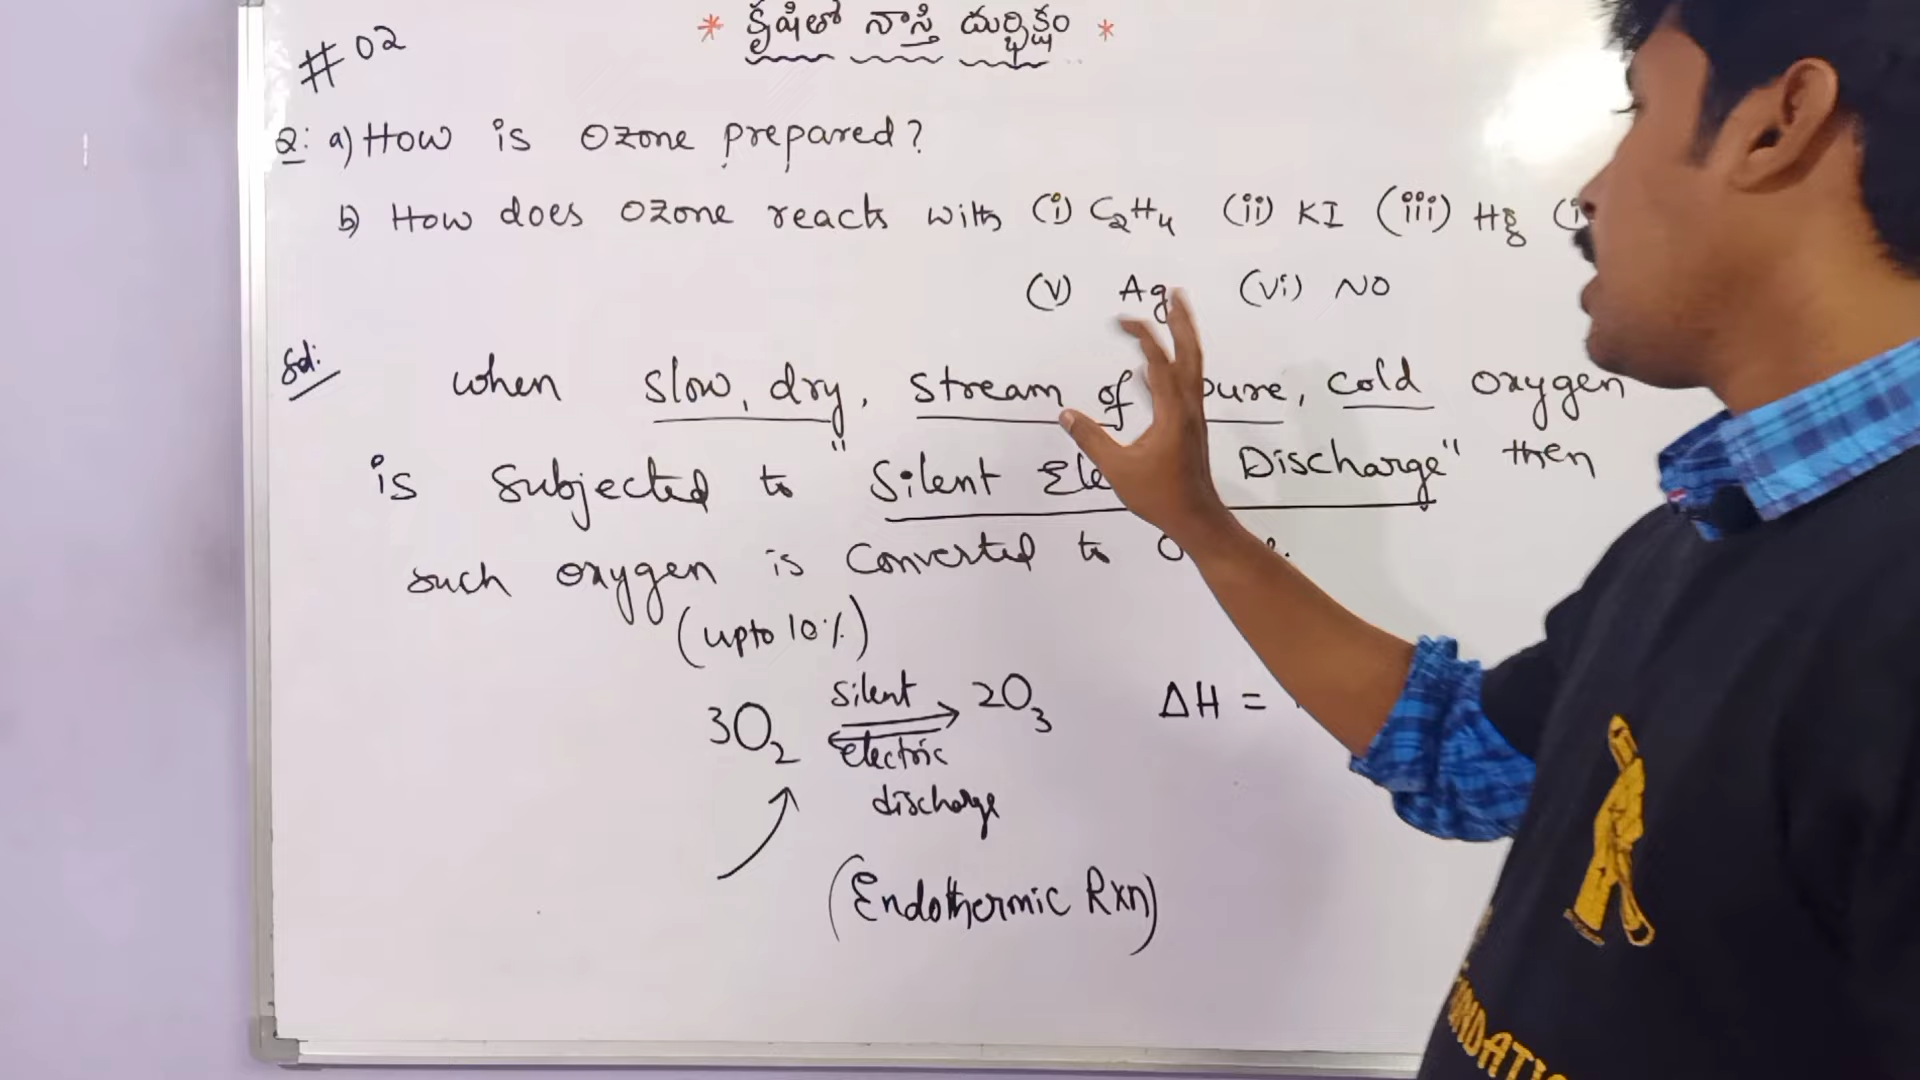 #02
* కృషితో నాస్తి దుర్భిక్షం *
Q: a) How is Ozone prepared?
b) How does Ozone reacts with (i) C₂H₄ (ii) KI (iii) Hg (i
(v) Ag (vi) NO
Sol:
when slow, dry, stream of pure, cold oxygen
is Subjected to "Silent Discharge" then
such oxygen is Converted to
(upto 10%)
3O₂ ⇌ 2O₃ ΔH =
Silent
electric
discharge
(Endothermic Rxn)